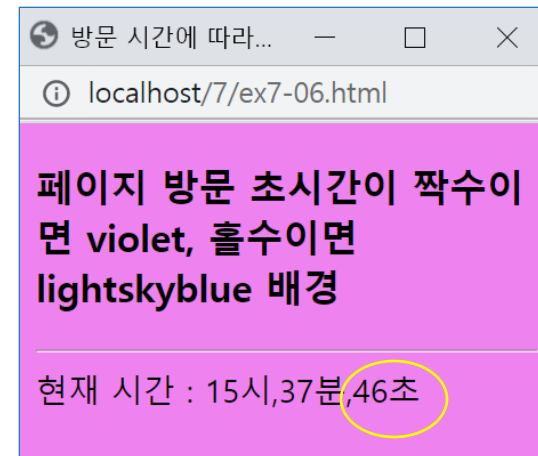 방문 시간에 따라...
localhost/7/ex7-06.html
페이지 방문 초시간이 짝수이
면 violet, 홀수이면
lightskyblue 배경
현재 시간 : 15시,37분,46초